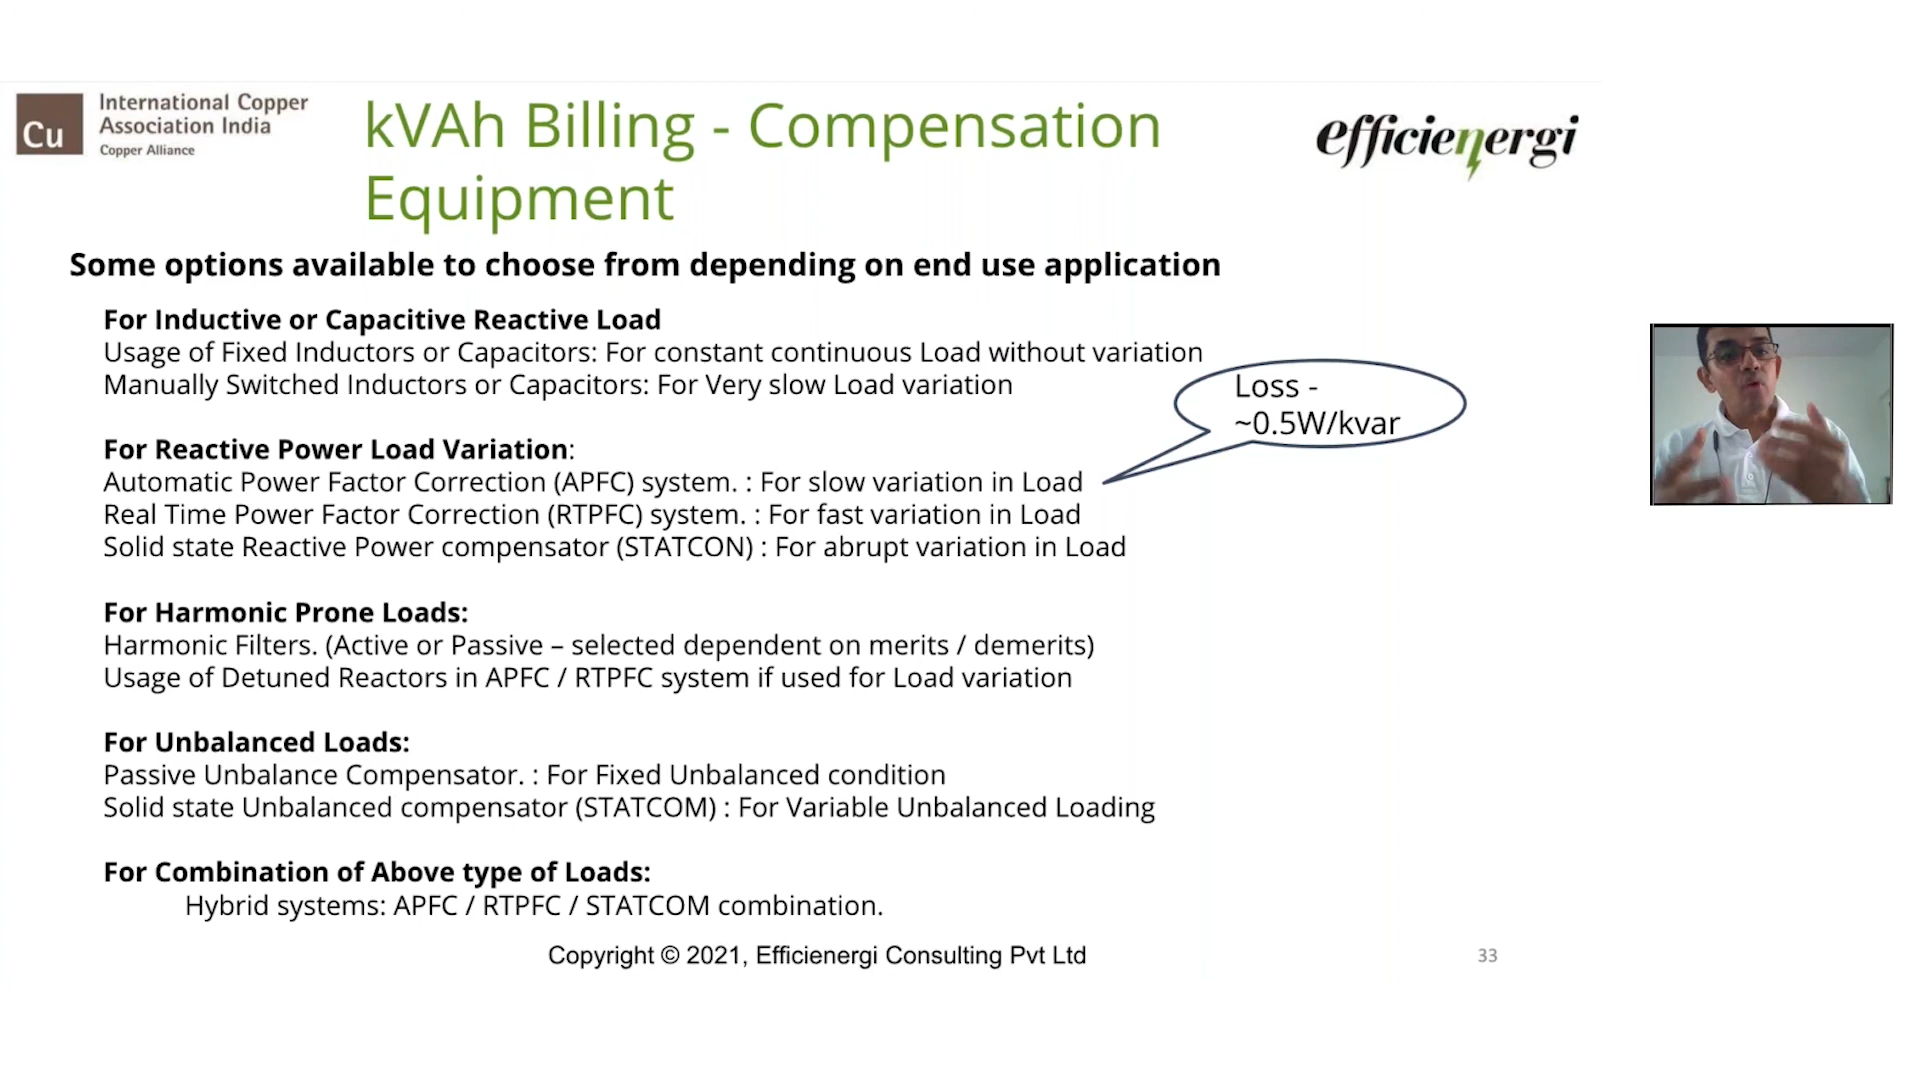 Cu
International Copper
Association India
Copper Alliance
kVAh Billing - Compensation
Equipment
efficienergi
Some options available to choose from depending on end use application
For Inductive or Capacitive Reactive Load
Usage of Fixed Inductors or Capacitors: For constant continuous Load without variation
Manually Switched Inductors or Capacitors: For Very slow Load variation
Loss -
~0.5W/kvar
For Reactive Power Load Variation:
Automatic Power Factor Correction (APFC) system. : For slow variation in Load
Real Time Power Factor Correction (RTPFC) system. : For fast variation in Load
Solid state Reactive Power compensator (STATCON) : For abrupt variation in Load
For Harmonic Prone Loads:
Harmonic Filters. (Active or Passive – selected dependent on merits / demerits)
Usage of Detuned Reactors in APFC / RTPFC system if used for Load variation
For Unbalanced Loads:
Passive Unbalance Compensator. : For Fixed Unbalanced condition
Solid state Unbalanced compensator (STATCOM) : For Variable Unbalanced Loading
For Combination of Above type of Loads:
Hybrid systems: APFC / RTPFC / STATCOM combination.
Copyright © 2021, Efficienergi Consulting Pvt Ltd
33